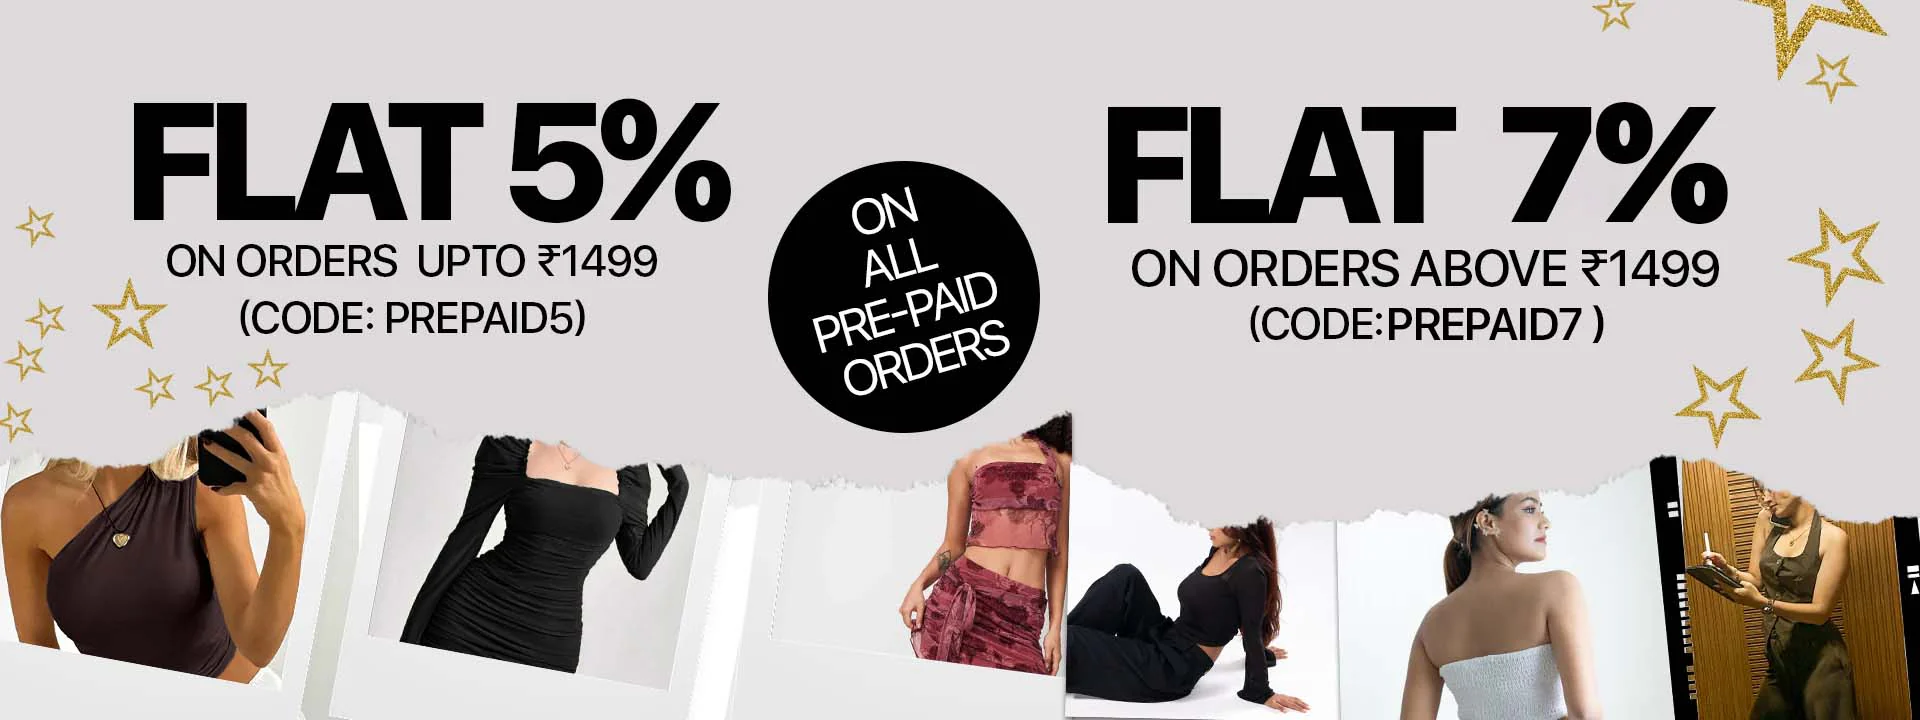 FLAT 5%
ON ORDERS UPTO ₹1499
(CODE: PREPAID5)
ON
ALL
PRE-PAID
ORDERS
FLAT 7%
ON ORDERS ABOVE ₹1499
(CODE:PREPAID7 )